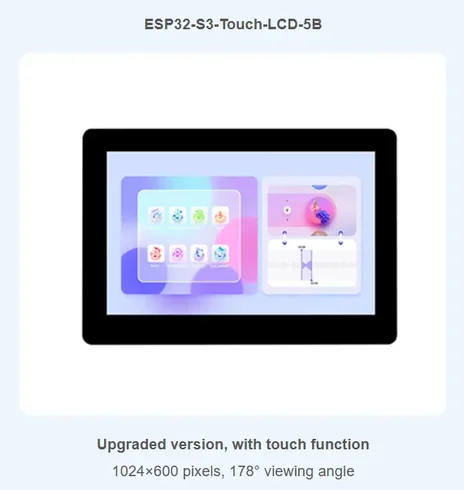 ESP32-S3-Touch-LCD-5B
Upgraded version, with touch function
1024×600 pixels, 178° viewing angle